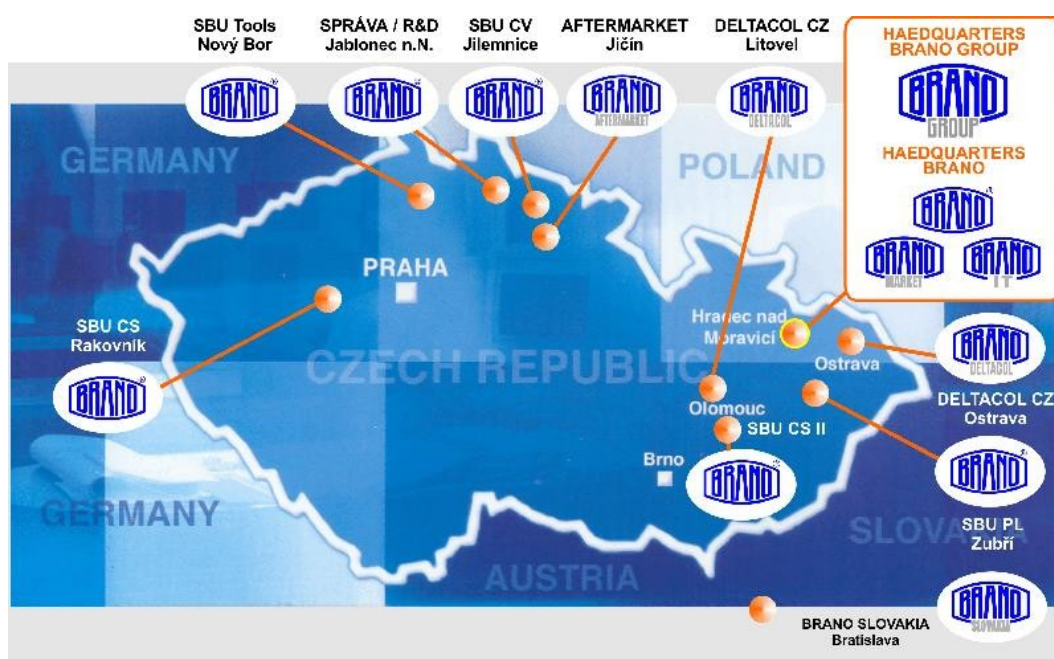 SBU Tools
Nový Bor
SPRÁVA / R&D
Jablonec n.N.
SBU CV
Jilemnice
AFTERMARKET
Jičín
DELTACOL CZ
Litovel
HAEDQUARTERS
BRANO GROUP
BRANO
GROUP
HAEDQUARTERS
BRANO
BRANO®
BRANO
MARKET
BRANO
IT
BRANO®
BRANO®
BRANO®
BRANO
AFTERMARKET
BRANO
DELTACOL
GERMANY
POLAND
PRAHA
SBU CS
Rakovník
BRANO®
CZECH REPUBLIC
Hradec nad
Moravicí
Ostrava
BRANO
DELTACOL
DELTACOL CZ
Ostrava
Olomouc
SBU CS II
Brno
BRANO®
BRANO®
SBU PL
Zubří
GERMANY
AUSTRIA
SLOVAKIA
BRANO SLOVAKIA
Bratislava
BRANO
SLOVAKIA